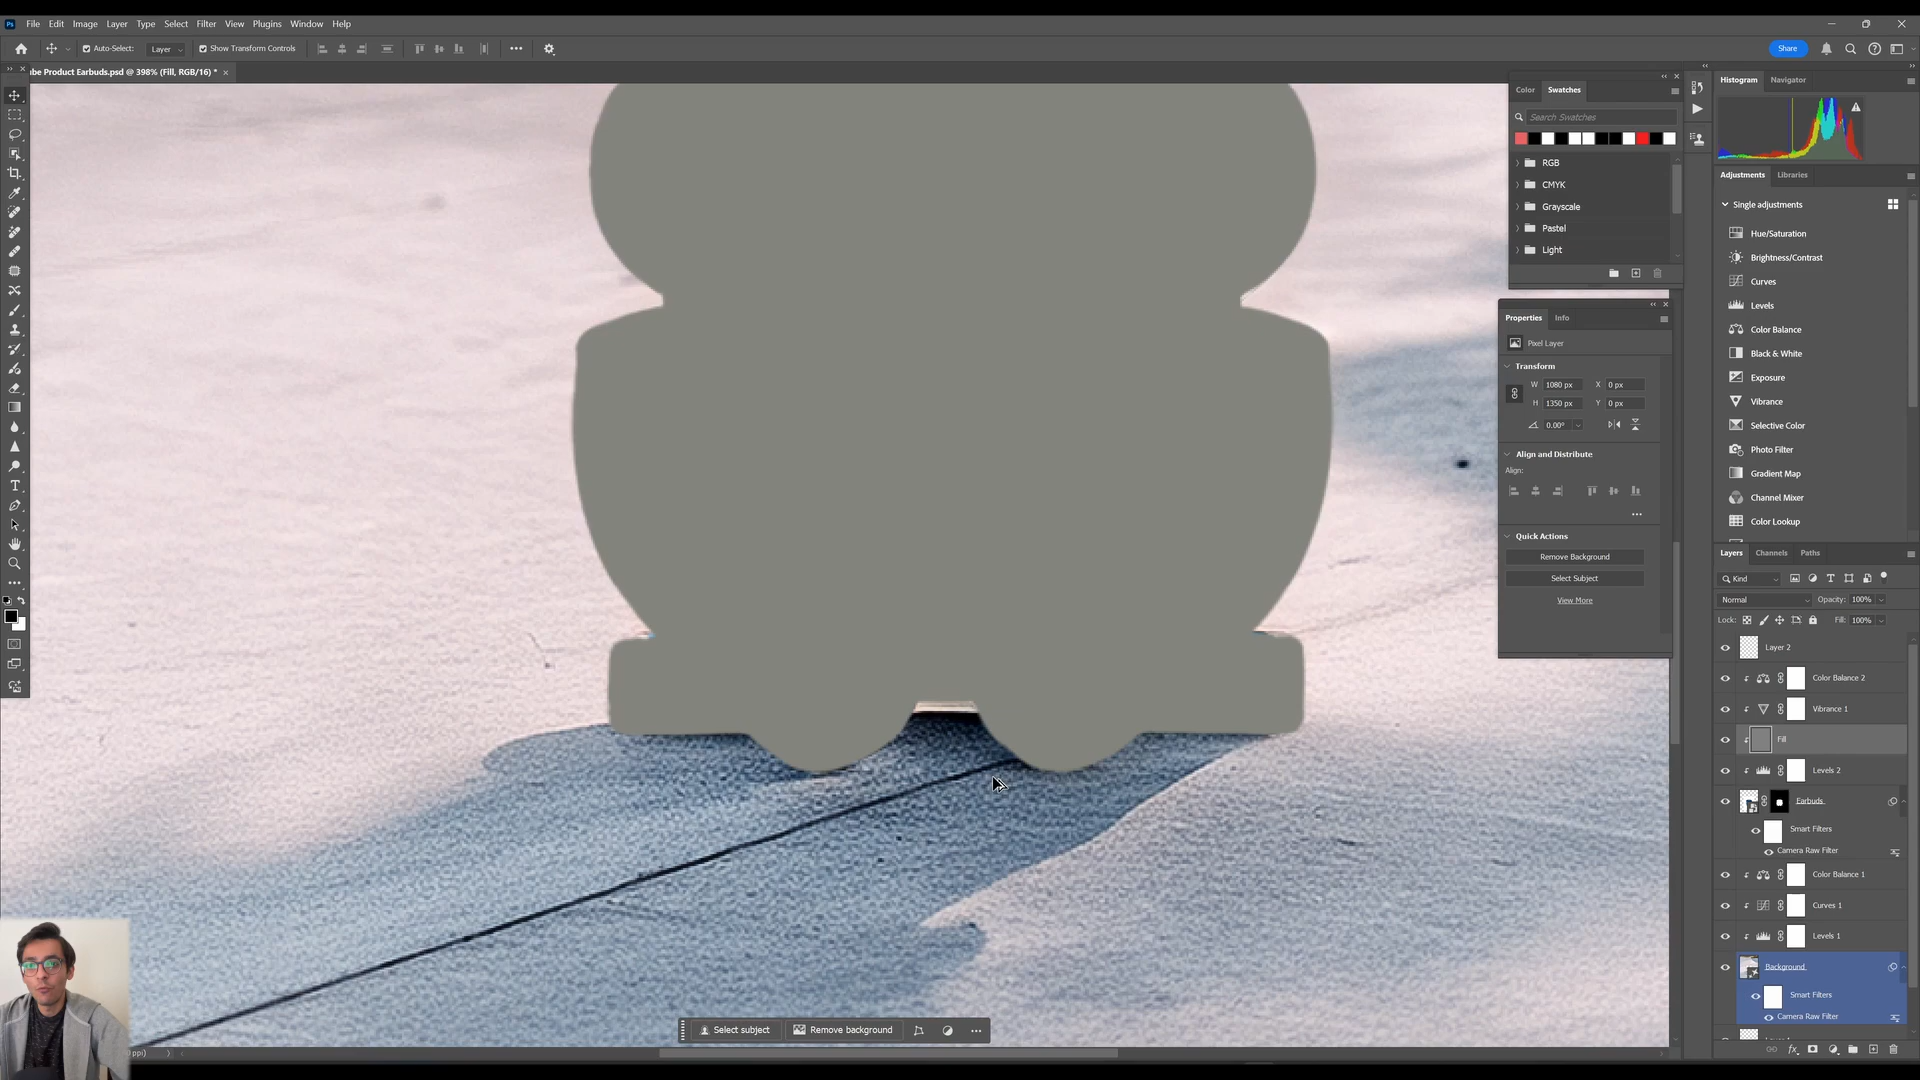 Ps File Edit Image Layer Type Select Filter View Plugins Window Help
Auto-Select: Layer Show Transform Controls Share
be Product Earbuds.psd @ 398% (Fill, RGB/16) * ×
Color Swatches
Search Swatches
RGB
CMYK
Grayscale
Pastel
Light
Properties Info
Pixel Layer
Transform
W 1080 px X 0 px
H 1350 px Y 0 px
0.00°
Align and Distribute
Align:
Quick Actions
Remove Background
Select Subject
View More
Histogram Navigator
Adjustments Libraries
Single adjustments
Hue/Saturation
Brightness/Contrast
Curves
Levels
Color Balance
Black & White
Exposure
Vibrance
Selective Color
Photo Filter
Gradient Map
Channel Mixer
Color Lookup
Layers Channels Paths
Kind
Normal Opacity: 100%
Lock: Fill: 100%
Layer 2
Color Balance 2
Vibrance 1
Fill
Levels 2
Earbuds
Smart Filters
Camera Raw Filter
Color Balance 1
Curves 1
Levels 1
Background
Smart Filters
Camera Raw Filter
Select subject Remove background
ppi)
fx